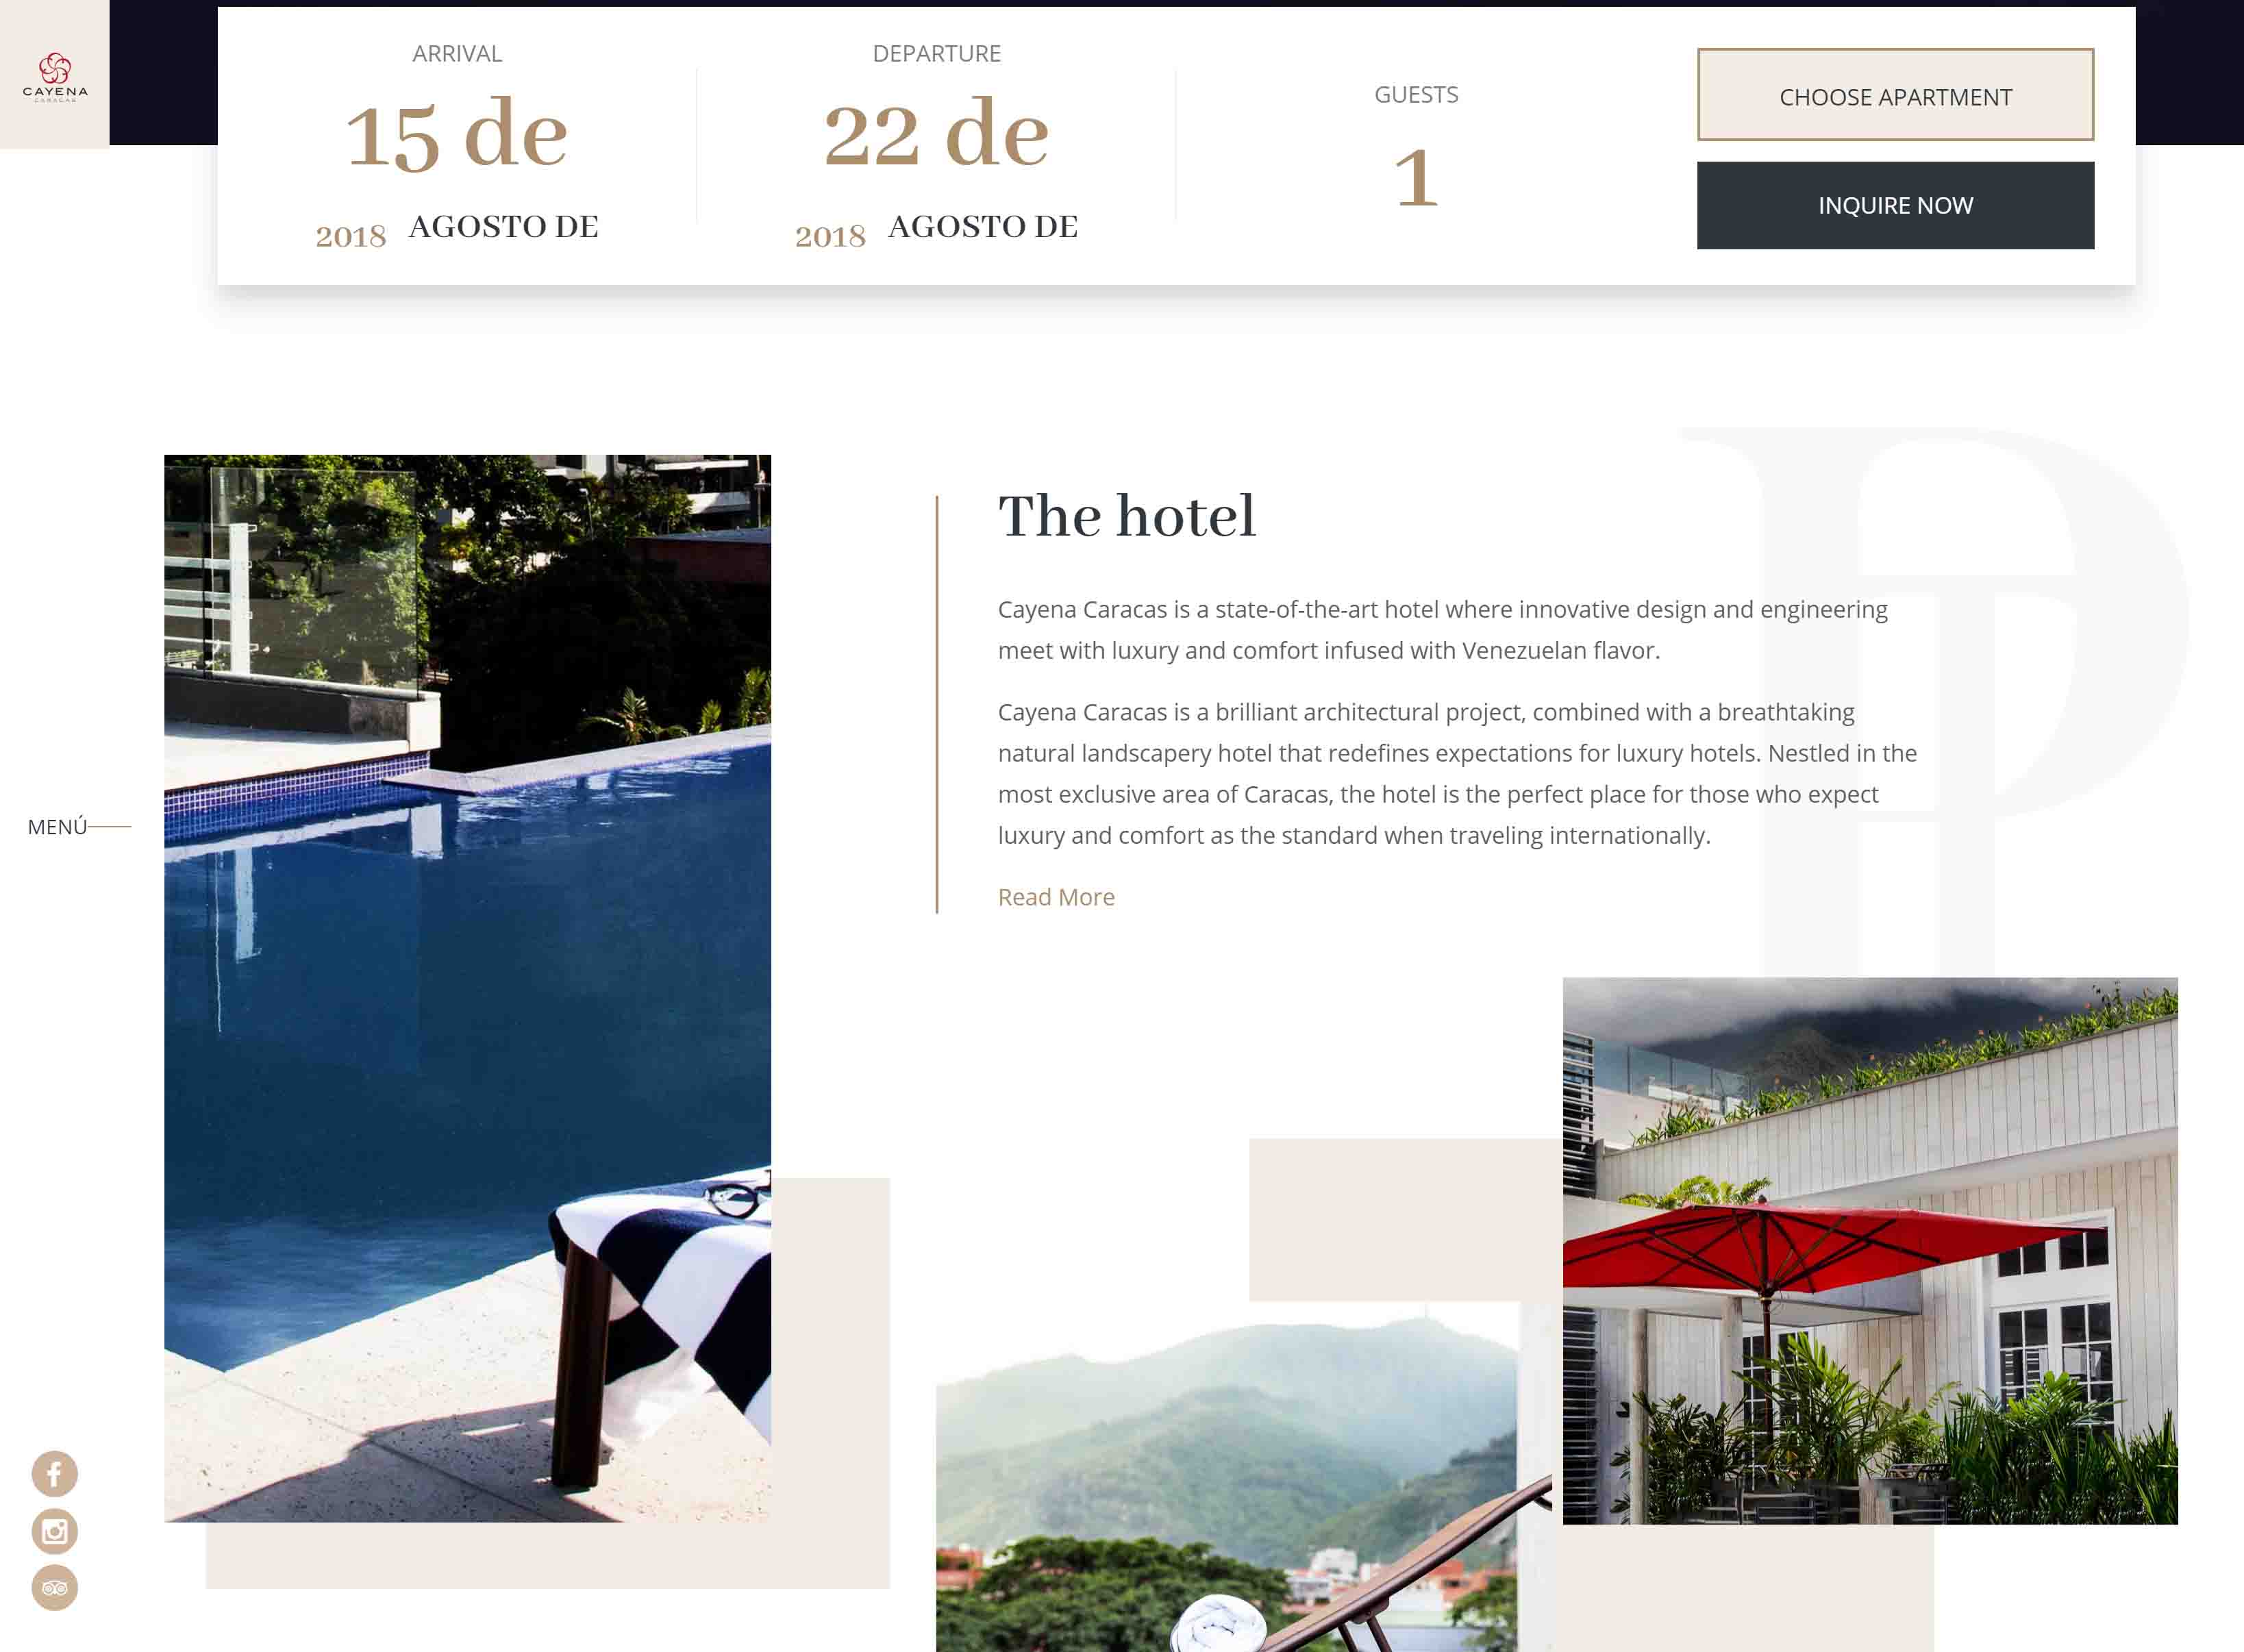 CAYENA
CARACAS
ARRIVAL
15 de
2018 AGOSTO DE
DEPARTURE
22 de
2018 AGOSTO DE
GUESTS
1
CHOOSE APARTMENT
INQUIRE NOW
The hotel
Cayena Caracas is a state-of-the-art hotel where innovative design and engineering
meet with luxury and comfort infused with Venezuelan flavor.
Cayena Caracas is a brilliant architectural project, combined with a breathtaking
natural landscapery hotel that redefines expectations for luxury hotels. Nestled in the
most exclusive area of Caracas, the hotel is the perfect place for those who expect
luxury and comfort as the standard when traveling internationally.
Read More
MENÚ